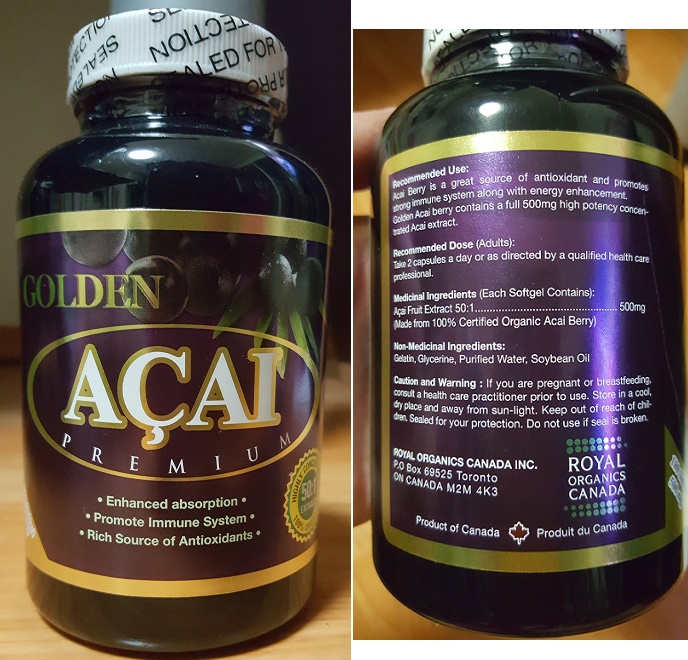 SEALED FOR
GOLDEN
AÇAI
PREMIUM
• Enhanced absorption •
• Promote Immune System •
• Rich Source of Antioxidants •
50:1
Recommended Use:
Acai Berry is a great source of antioxidant and promotes
strong immune system along with energy enhancement.
Golden Acai berry contains a full 500mg high potency concen-
trated Acai extract.
Recommended Dose (Adults):
Take 2 capsules a day or as directed by a qualified health care
professional.
Medicinal Ingredients (Each Softgel Contains):
Açai Fruit Extract 50:1.......................................... 500mg
(Made from 100% Certified Organic Acai Berry)
Non-Medicinal Ingredients:
Gelatin, Glycerine, Purified Water, Soybean Oil
Caution and Warning : If you are pregnant or breastfeeding,
consult a health care practitioner prior to use. Store in a cool,
dry place and away from sun-light. Keep out of reach of chil-
dren. Sealed for your protection. Do not use if seal is broken.
ROYAL ORGANICS CANADA INC.
P.O Box 69525 Toronto
ON CANADA M2M 4K3
ROYAL
ORGANICS
CANADA
Product of Canada Produit du Canada